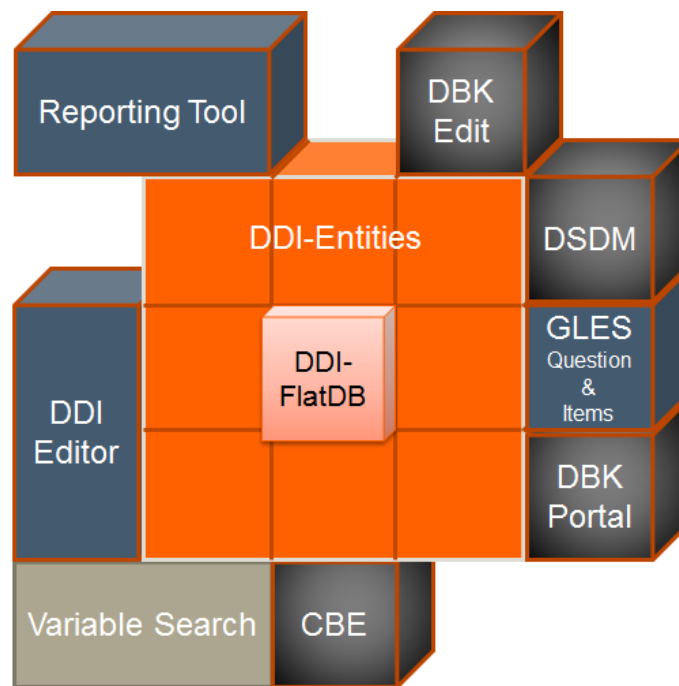 Reporting Tool
DBK
Edit
DDI-Entities
DSDM
DDI-
FlatDB
GLES
Question
&
Items
DDI
Editor
DBK
Portal
Variable Search
CBE